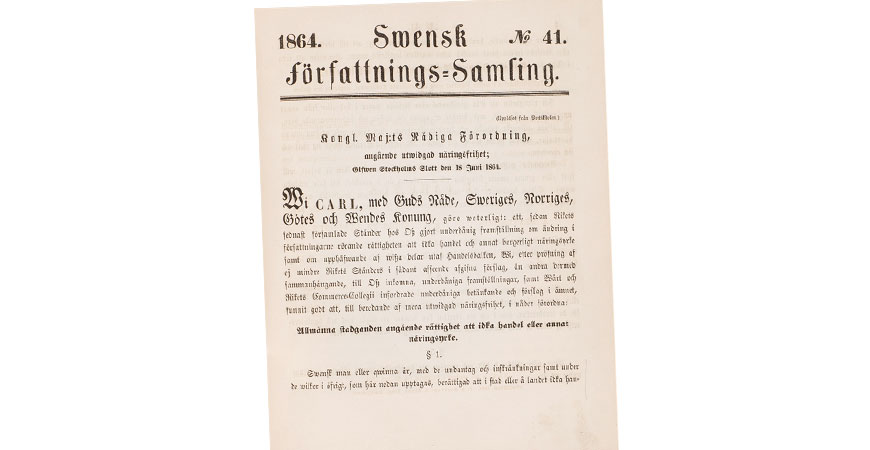 1864. Swensk № 41.
Författnings-Samling.
(Uppläst från Predikstolen.)
Kongl. Maj:ts Nådiga Förordning,
angående utwidgad näringsfrihet;
Gifwen Stockholms Slott den 18 Juni 1864.
Wi CARL, med Guds Nåde, Sweriges, Norriges,
Götes och Wendes Konung, göre weterligt: att, sedan Rikets
sednast församlade Ständer hos Oss gjort underdånig framställning om ändring i
författningarne rörande rättigheten att idka handel och annat borgerligt näringsyrke
samt om upphäfwande af wissa delar utaf Handelsbalken, Wi, efter pröfning af
ej mindre Rikets Ständers i sådant afseende afgifna förslag, än andra dermed
sammanhängande, till Oss inkomna, underdåniga framställningar, samt Wårt och
Rikets Commerce-Collegii infordrade underdåniga betänkande och förslag i ämnet,
funnit godt att, till beredande af mera utwidgad näringsfrihet, i nåder förordna:
Allmänna stadganden angående rättighet att idka handel eller annat
näringsyrke.
§ 1.
Swensk man eller qwinna är, med de undantag och inskränkningar samt under
de wilkor i öfrigt, som här nedan upptagas, berättigad att i stad eller å landet idka han-